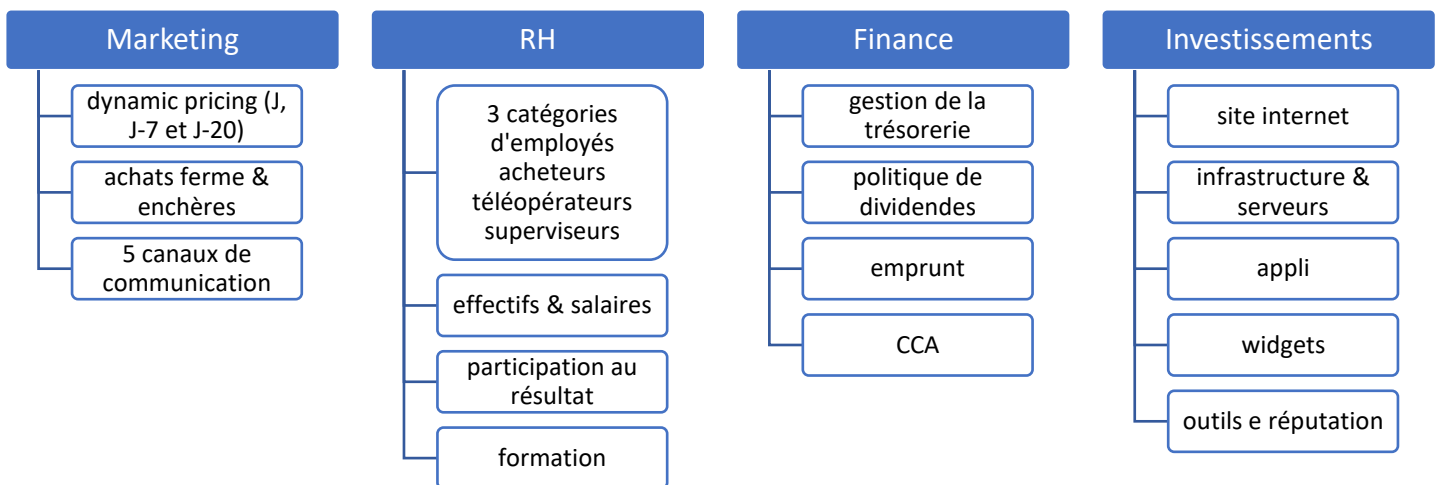 Marketing
dynamic pricing (J,
J-7 et J-20)
achats ferme &
enchères
5 canaux de
communication
RH
3 catégories
d'employés
acheteurs
téléopérateurs
superviseurs
effectifs & salaires
participation au
résultat
formation
Finance
gestion de la
trésorerie
politique de
dividendes
emprunt
CCA
Investissements
site internet
infrastructure &
serveurs
appli
widgets
outils e réputation